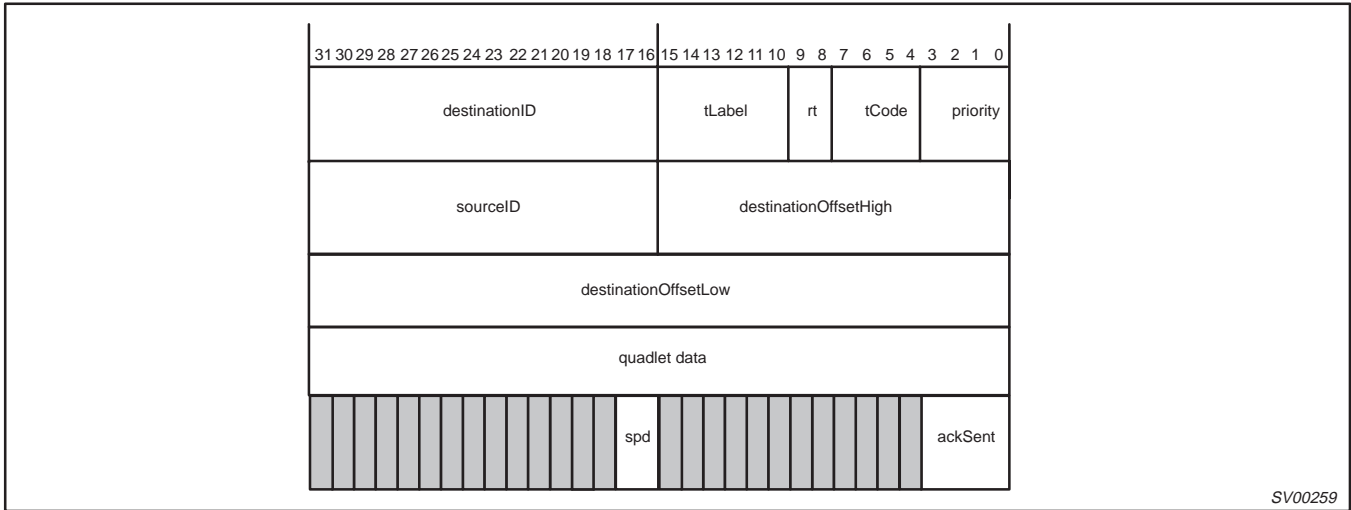 31 30 29 28 27 26 25 24 23 22 21 20 19 18 17 16 15 14 13 12 11 10 9 8 7 6 5 4 3 2 1 0
destinationID tLabel rt tCode priority
sourceID destinationOffsetHigh
destinationOffsetLow
quadlet data
spd ackSent
SV00259